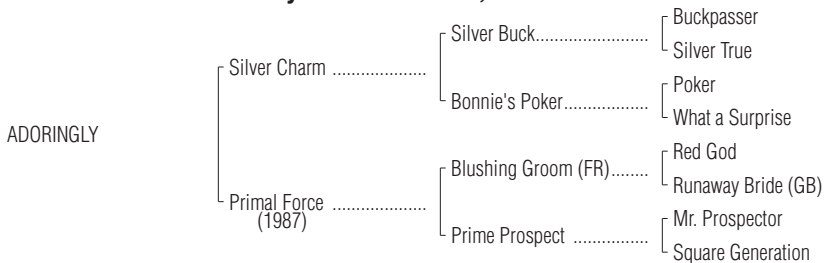 Buckpasser
Silver Buck
Silver True
Silver Charm
Poker
Bonnie's Poker
What a Surprise
ADORINGLY
Red God
Blushing Groom (FR)
Runaway Bride (GB)
Primal Force
(1987)
Mr. Prospector
Prime Prospect
Square Generation